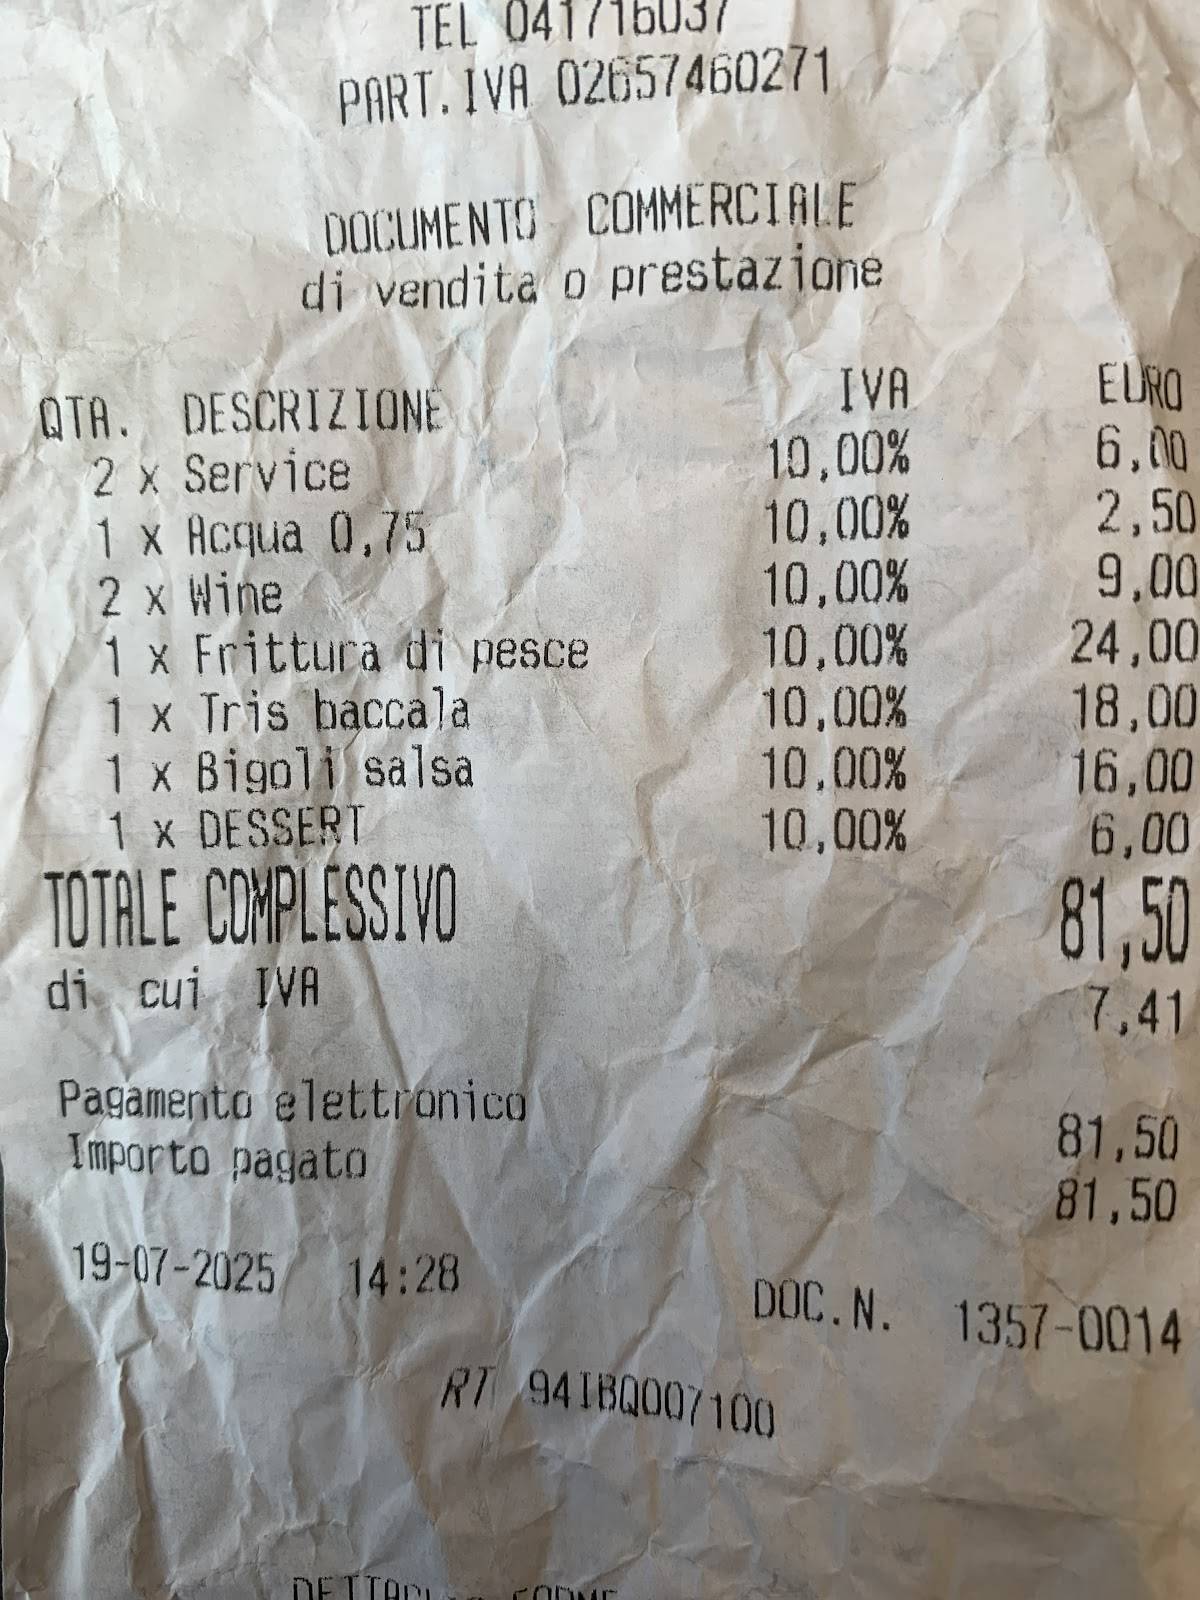 TEL 041716037
PART.IVA 02657460271
DOCUMENTO COMMERCIALE
di vendita o prestazione
QTA. DESCRIZIONE IVA EURO
2 x Service 10,00% 6,00
1 x Acqua 0,75 10,00% 2,50
2 x Wine 10,00% 9,00
1 x Frittura di pesce 10,00% 24,00
1 x Tris baccala 10,00% 18,00
1 x Bigoli salsa 10,00% 16,00
1 x DESSERT 10,00% 6,00
TOTALE COMPLESSIVO 81,50
di cui IVA 7,41
Pagamento elettronico 81,50
Importo pagato 81,50
19-07-2025 14:28 DOC.N. 1357-0014
RT 94IBQ007100